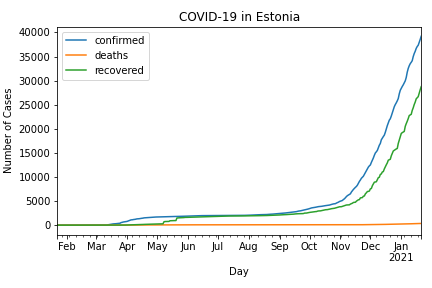 COVID-19 in Estonia
confirmed
deaths
recovered
Number of Cases
40000
35000
30000
25000
20000
15000
10000
5000
0
Feb Mar Apr May Jun Jul Aug Sep Oct Nov Dec Jan
2021
Day